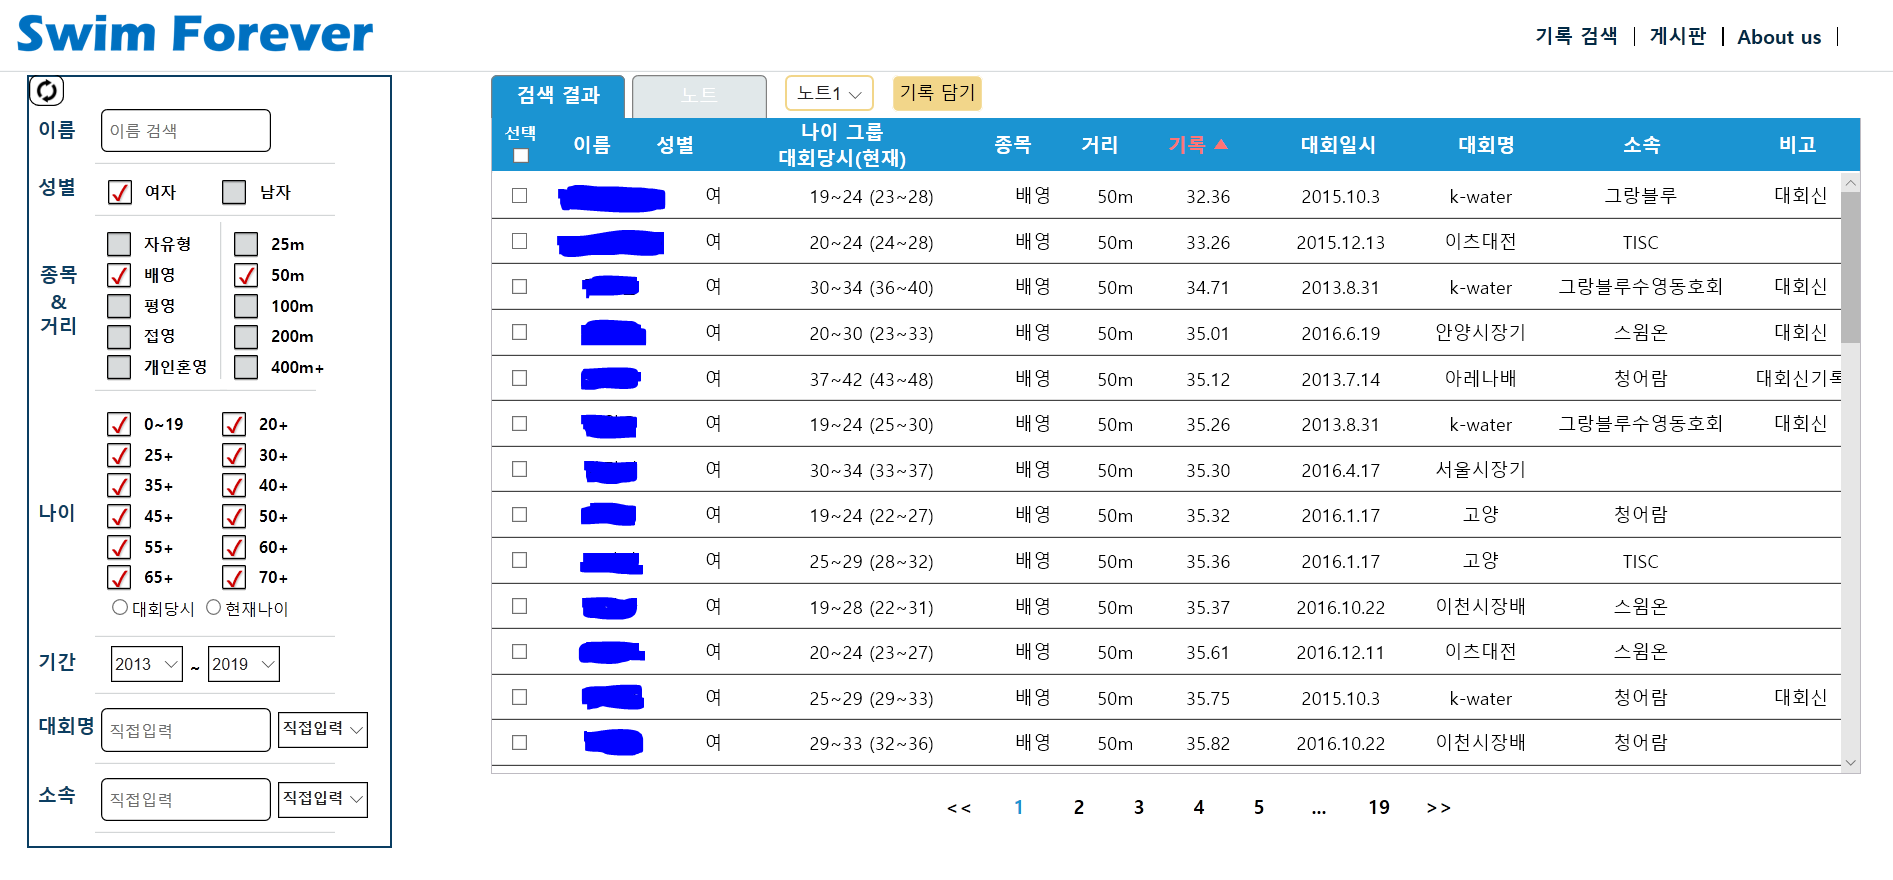 Swim Forever
기록 검색 | 게시판 | About us |
이름 이름 검색
성별 여자 남자
종목
&
거리
자유형 25m
배영 50m
평영 100m
접영 200m
개인혼영 400m+
나이
0~19 20+
25+ 30+
35+ 40+
45+ 50+
55+ 60+
65+ 70+
대회당시 현재나이
기간 2013 ~ 2019
대회명 직접입력 직접입력
소속 직접입력 직접입력
검색 결과 노트 노트1 기록 담기
선택 이름 성별 나이 그룹 대회당시(현재) 종목 거리 기록 ▲ 대회일시 대회명 소속 비고
여 19~24 (23~28) 배영 50m 32.36 2015.10.3 k-water 그랑블루 대회신
여 20~24 (24~28) 배영 50m 33.26 2015.12.13 이츠대전 TISC
여 30~34 (36~40) 배영 50m 34.71 2013.8.31 k-water 그랑블루수영동호회 대회신
여 20~30 (23~33) 배영 50m 35.01 2016.6.19 안양시장기 스윔온 대회신
여 37~42 (43~48) 배영 50m 35.12 2013.7.14 아레나배 청어람 대회신기록
여 19~24 (25~30) 배영 50m 35.26 2013.8.31 k-water 그랑블루수영동호회 대회신
여 30~34 (33~37) 배영 50m 35.30 2016.4.17 서울시장기
여 19~24 (22~27) 배영 50m 35.32 2016.1.17 고양 청어람
여 25~29 (28~32) 배영 50m 35.36 2016.1.17 고양 TISC
여 19~28 (22~31) 배영 50m 35.37 2016.10.22 이천시장배 스윔온
여 20~24 (23~27) 배영 50m 35.61 2016.12.11 이츠대전 스윔온
여 25~29 (29~33) 배영 50m 35.75 2015.10.3 k-water 청어람 대회신
여 29~33 (32~36) 배영 50m 35.82 2016.10.22 이천시장배 청어람
<< 1 2 3 4 5 ... 19 >>